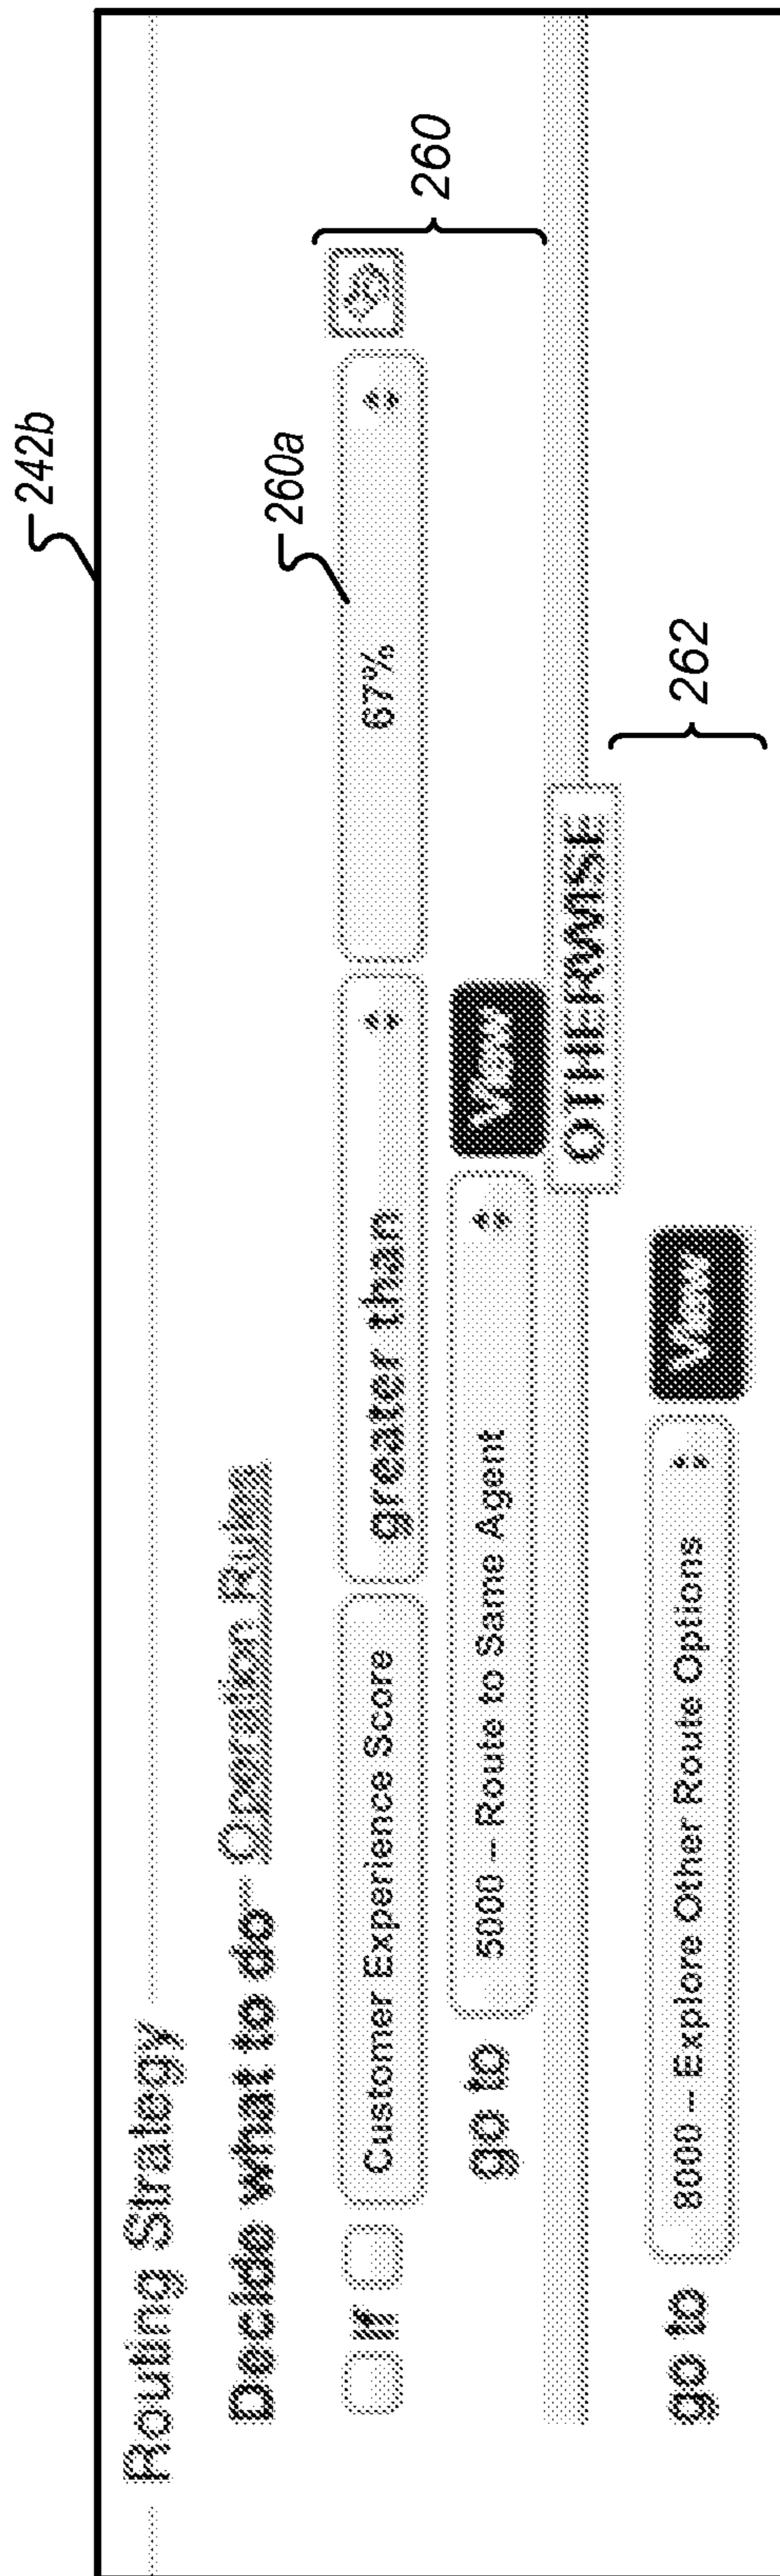 242b
Routing Strategy
Decide what to do Operation Rules
260a
If Customer Experience Score greater than 67%
260
go to 5000 -- Route to Same Agent View
OTHERWISE
262
go to 8000 -- Explore Other Route Options View